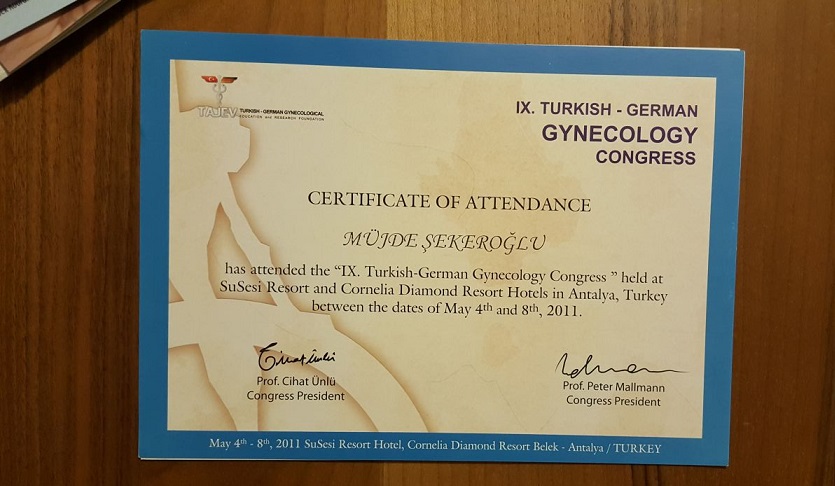 TAJEV TURKISH - GERMAN GYNECOLOGICAL
EDUCATION and RESEARCH FOUNDATION
IX. TURKISH - GERMAN
GYNECOLOGY
CONGRESS
CERTIFICATE OF ATTENDANCE
MÜJDE ŞEKEROĞLU
has attended the “IX. Turkish-German Gynecology Congress ” held at
SuSesi Resort and Cornelia Diamond Resort Hotels in Antalya, Turkey
between the dates of May 4th and 8th, 2011.
Prof. Cihat Ünlü
Congress President
Prof. Peter Mallmann
Congress President
May 4th - 8th, 2011 SuSesi Resort Hotel, Cornelia Diamond Resort Belek - Antalya / TURKEY